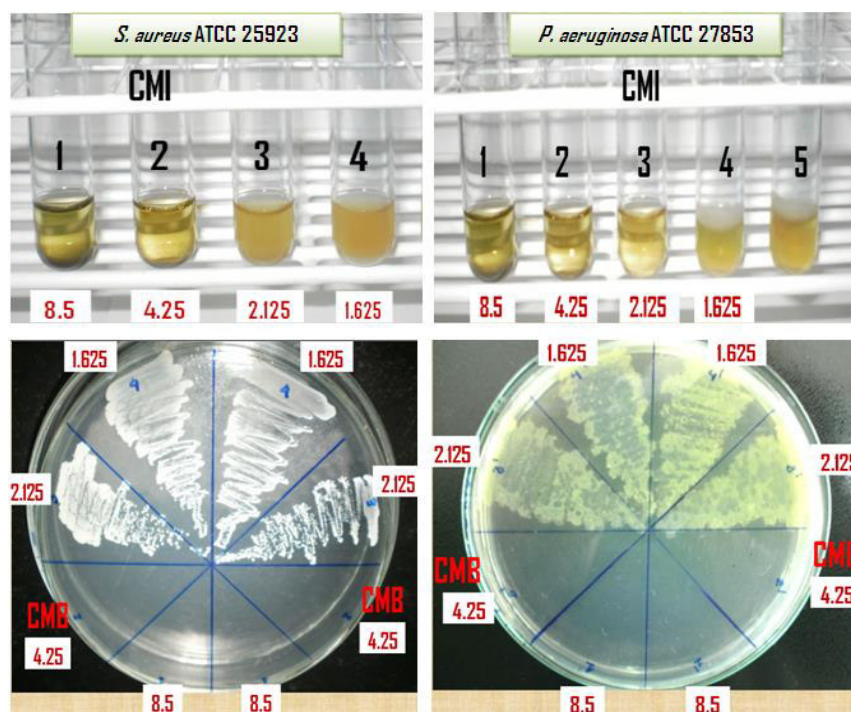 S. aureus ATCC 25923
P. aeruginosa ATCC 27853
CMI
CMI
1 2 3 4
1 2 3 4 5
8.5 4.25 2.125 1.625
8.5 4.25 2.125 1.625
1.625 1.625
1.625 1.625
4 4
2.125 2.125
2.125 2.125
CMB CMB
4.25 4.25
CMB CMB
4.25 4.25
8.5 8.5
8.5 8.5